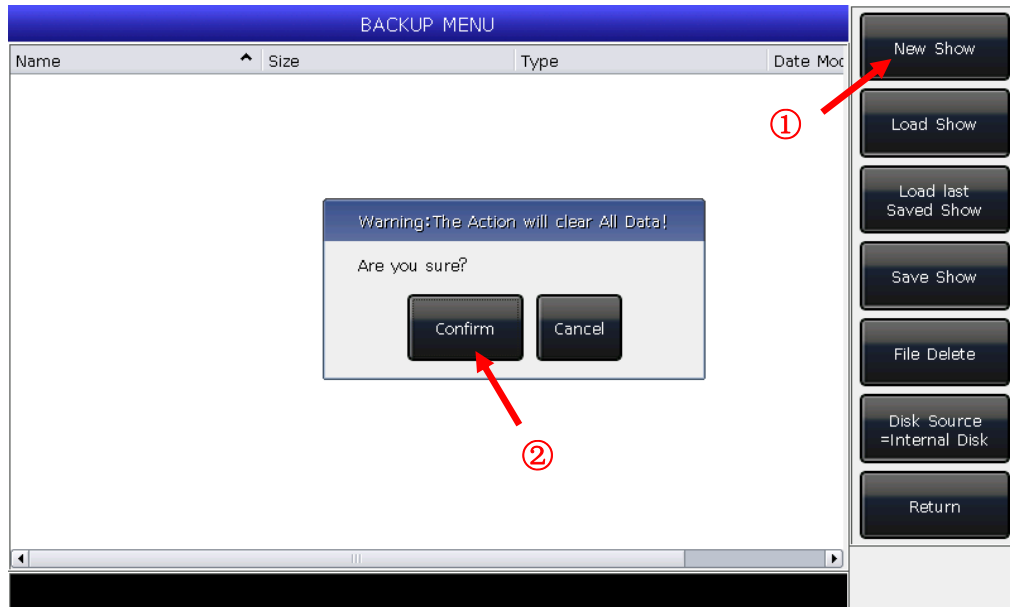 BACKUP MENU
Name Size Type Date Mod
New Show
①
Load Show
Load last
Saved Show
Warning:The Action will clear All Data!
Are you sure?
Save Show
Confirm Cancel
File Delete
②
Disk Source
=Internal Disk
Return